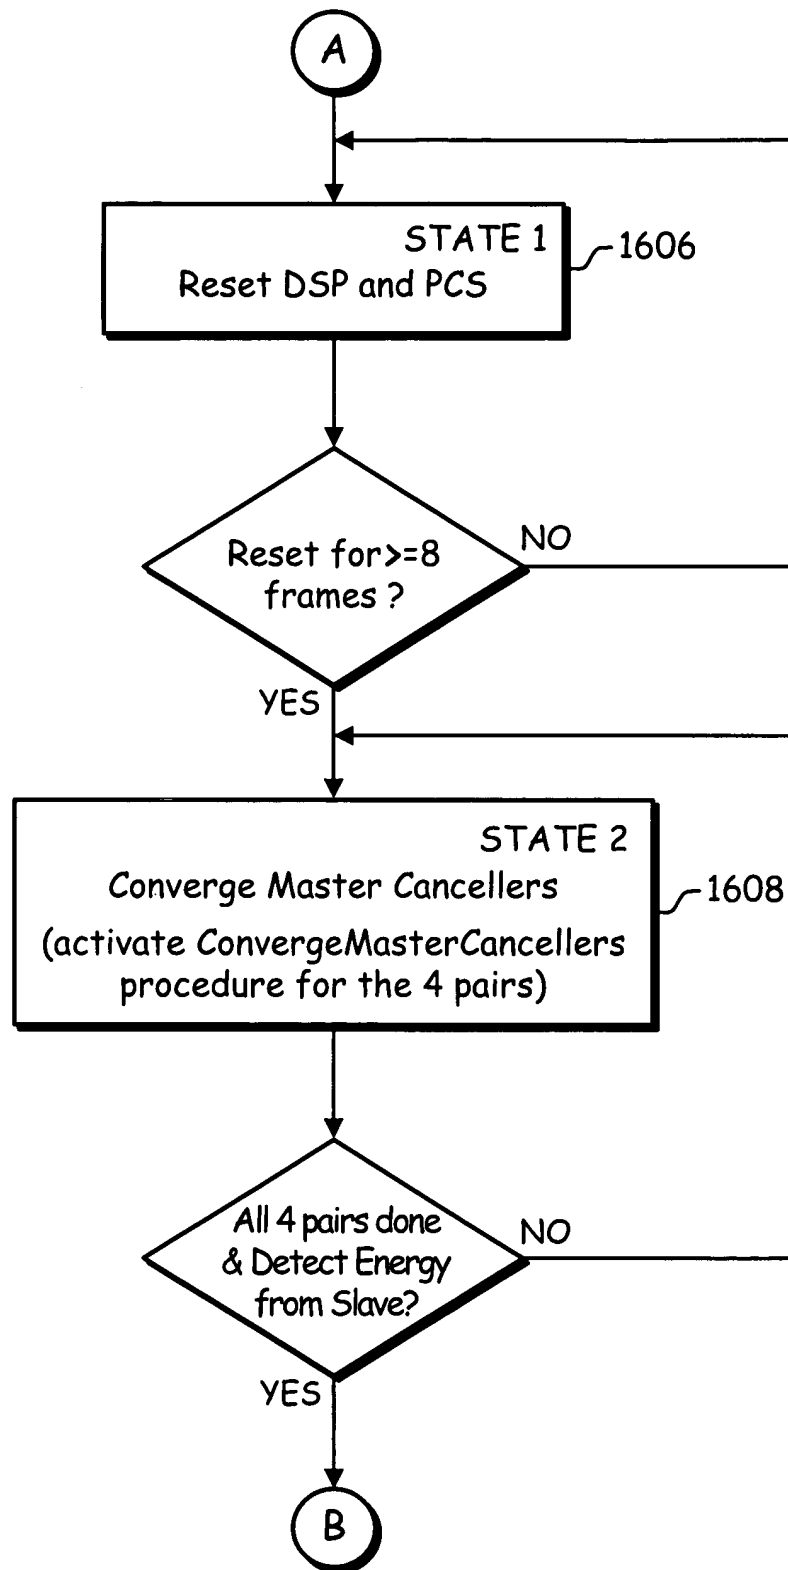 A
STATE 1
Reset DSP and PCS
1606
Reset for>=8
frames ?
NO
YES
STATE 2
Converge Master Cancellers
(activate ConvergeMasterCancellers
procedure for the 4 pairs)
1608
All 4 pairs done
& Detect Energy
from Slave?
NO
YES
B